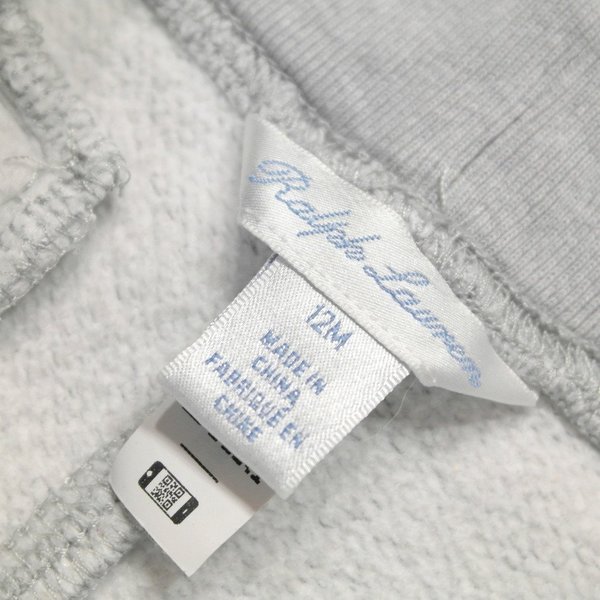 Ralph Lauren
12M
MADE IN
CHINA
FABRIQUÉ EN
CHINE